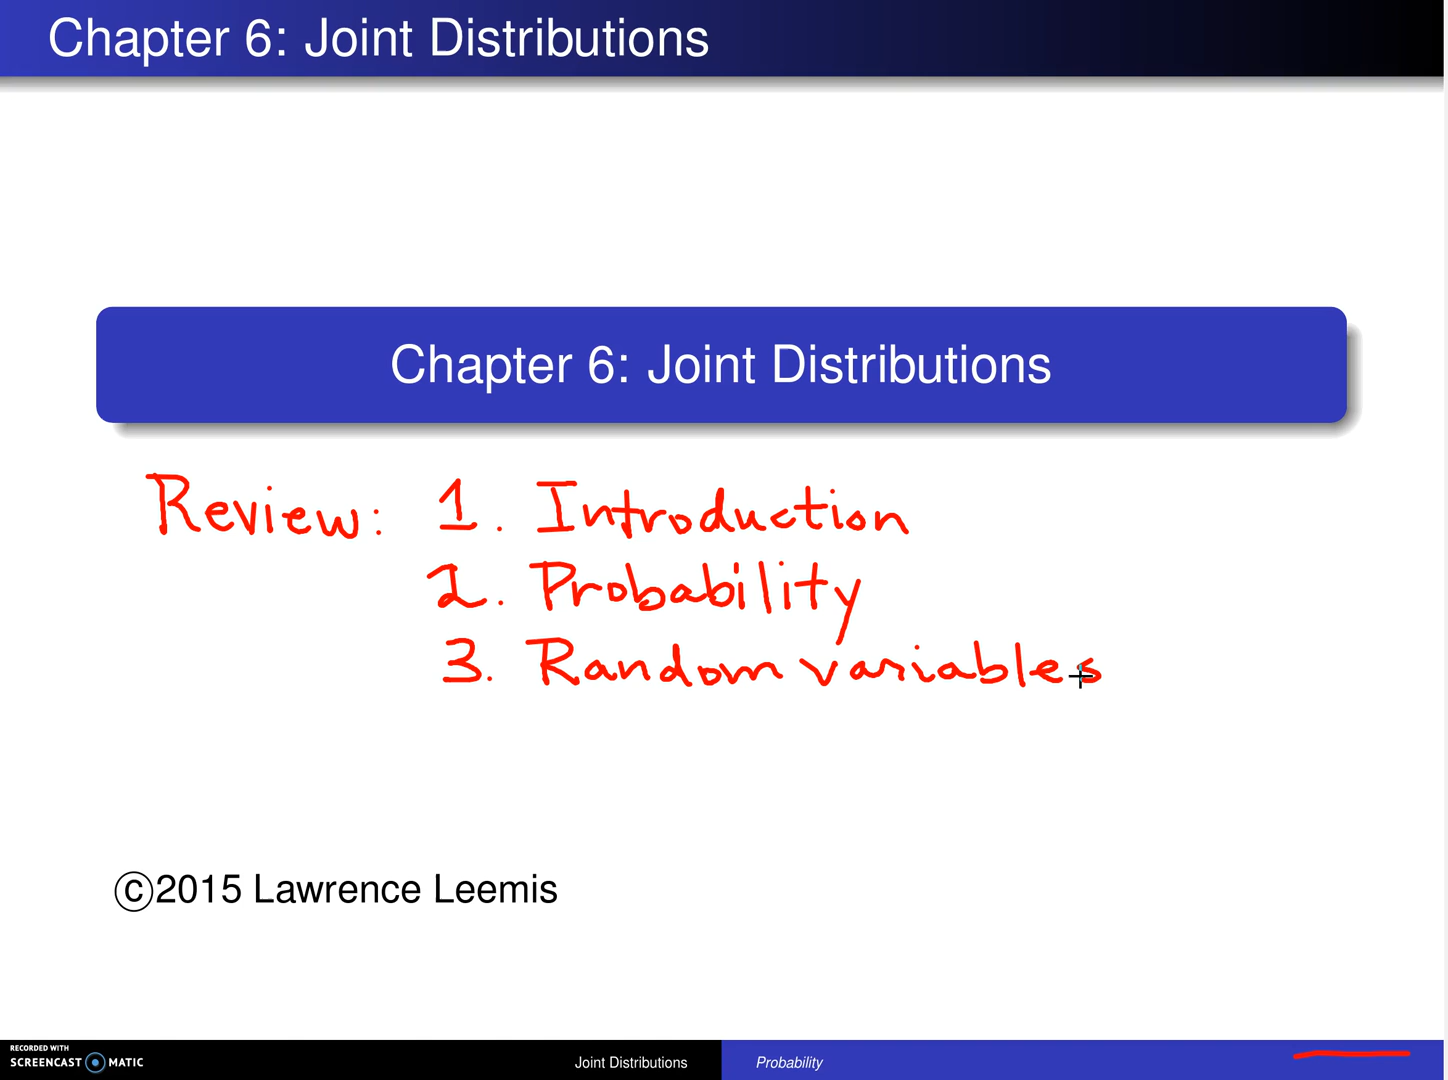 Chapter 6: Joint Distributions
Chapter 6: Joint Distributions
Review: 1. Introduction
2. Probability
3. Random variables
©2015 Lawrence Leemis
RECORDED WITH
SCREENCAST MATIC
Joint Distributions Probability